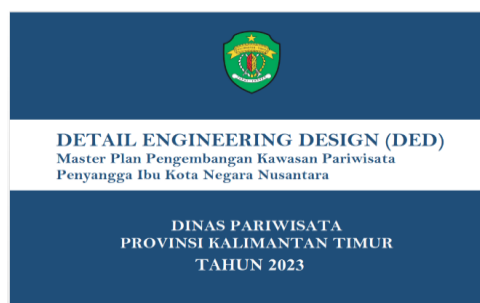 DETAIL ENGINEERING DESIGN (DED)
Master Plan Pengembangan Kawasan Pariwisata
Penyangga Ibu Kota Negara Nusantara
DINAS PARIWISATA
PROVINSI KALIMANTAN TIMUR
TAHUN 2023